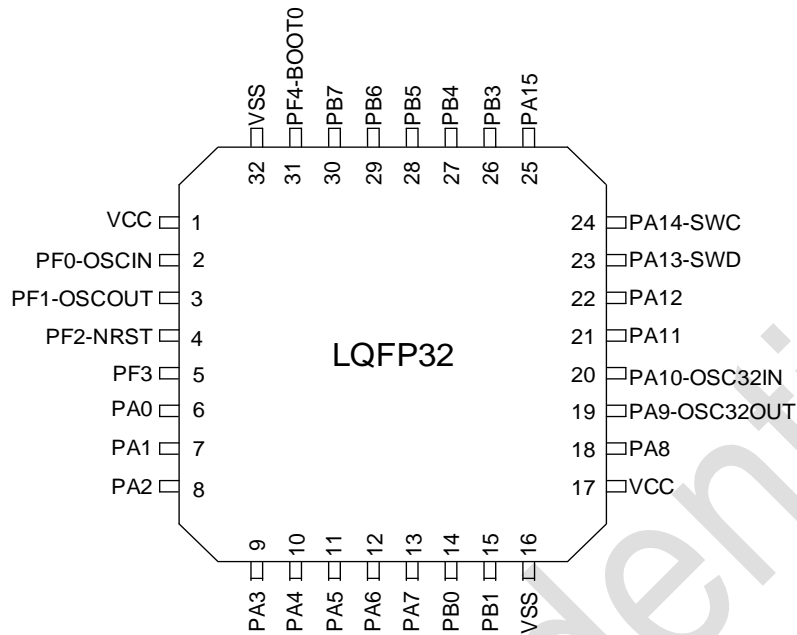 VSS
PF4-BOOT0
PB7
PB6
PB5
PB4
PB3
PA15
32
31
30
29
28
27
26
25
VCC 1
PF0-OSCIN 2
PF1-OSCOUT 3
PF2-NRST 4
PF3 5
PA0 6
PA1 7
PA2 8
LQFP32
24 PA14-SWC
23 PA13-SWD
22 PA12
21 PA11
20 PA10-OSC32IN
19 PA9-OSC32OUT
18 PA8
17 VCC
9
10
11
12
13
14
15
16
PA3
PA4
PA5
PA6
PA7
PB0
PB1
VSS
denti